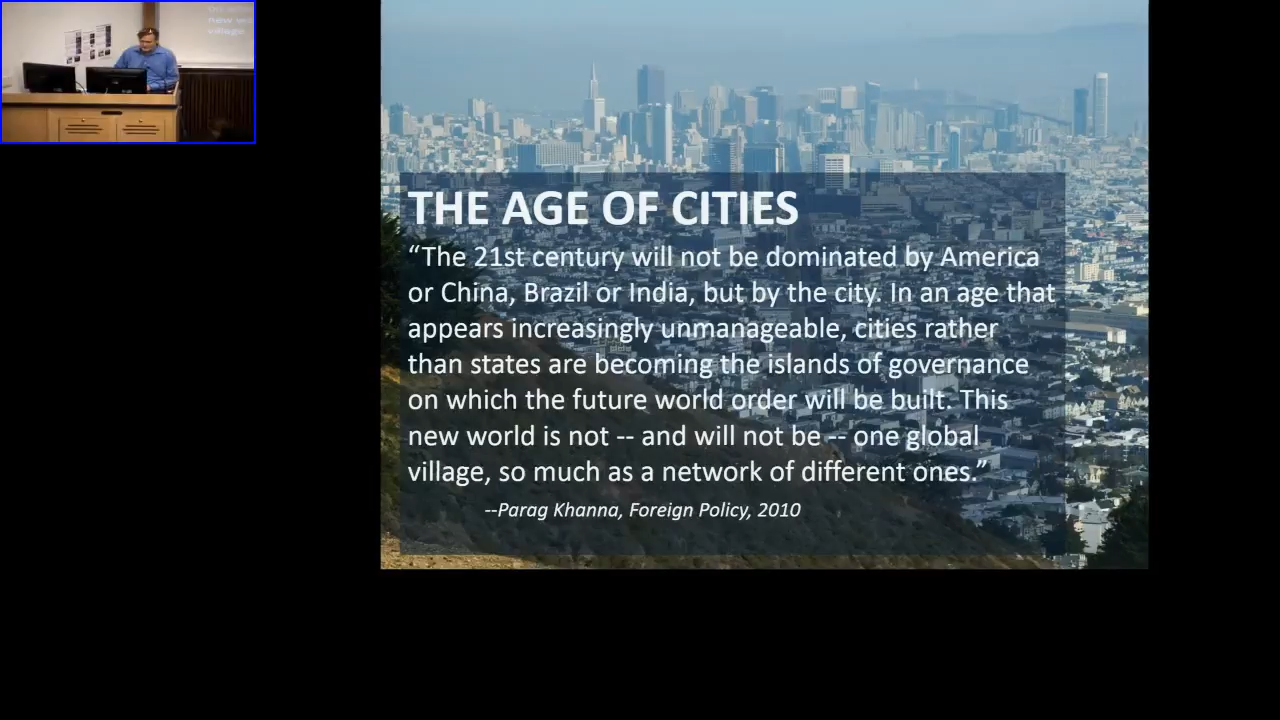 THE AGE OF CITIES
“The 21st century will not be dominated by America
or China, Brazil or India, but by the city. In an age that
appears increasingly unmanageable, cities rather
than states are becoming the islands of governance
on which the future world order will be built. This
new world is not -- and will not be -- one global
village, so much as a network of different ones.”
--Parag Khanna, Foreign Policy, 2010
new wo
village